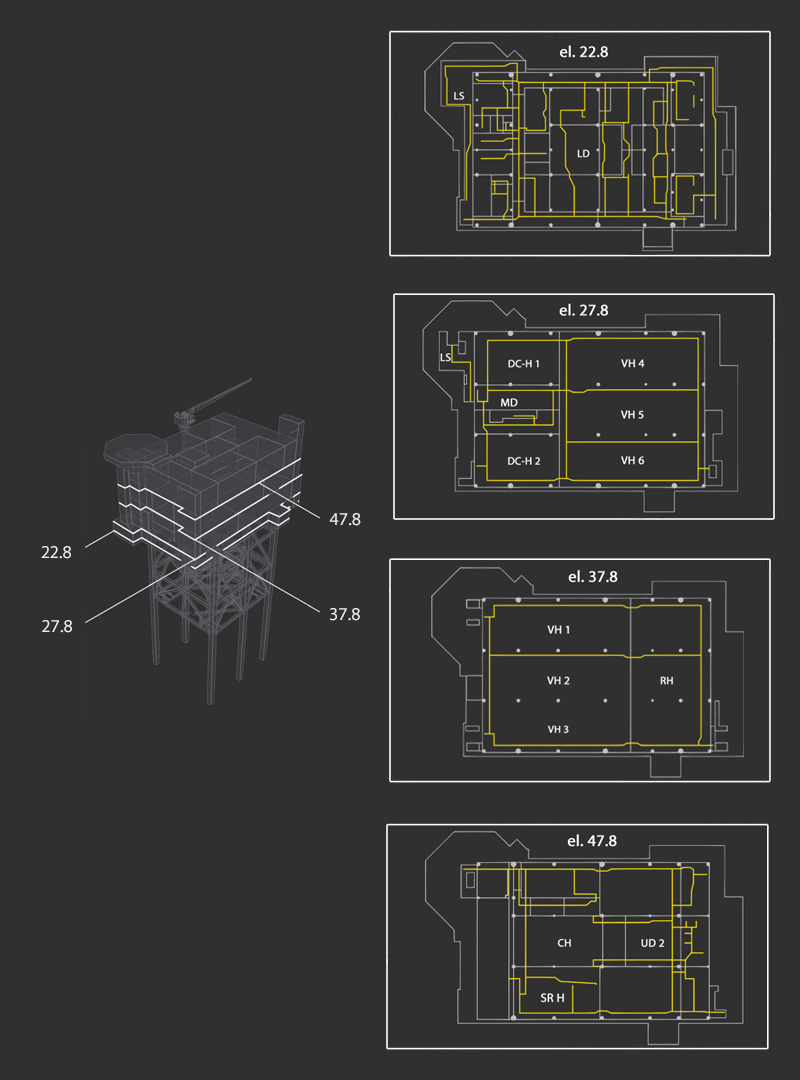 el. 22.8
LS
LD
el. 27.8
LS
DC-H 1
VH 4
MD
VH 5
DC-H 2
VH 6
47.8
22.8
37.8
27.8
el. 37.8
VH 1
VH 2
RH
VH 3
el. 47.8
CH
UD 2
SR H